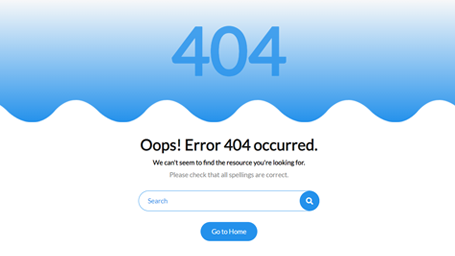 404
Oops! Error 404 occurred.
We can't seem to find the resource you're looking for.
Please check that all spellings are correct.
Search
Go to Home